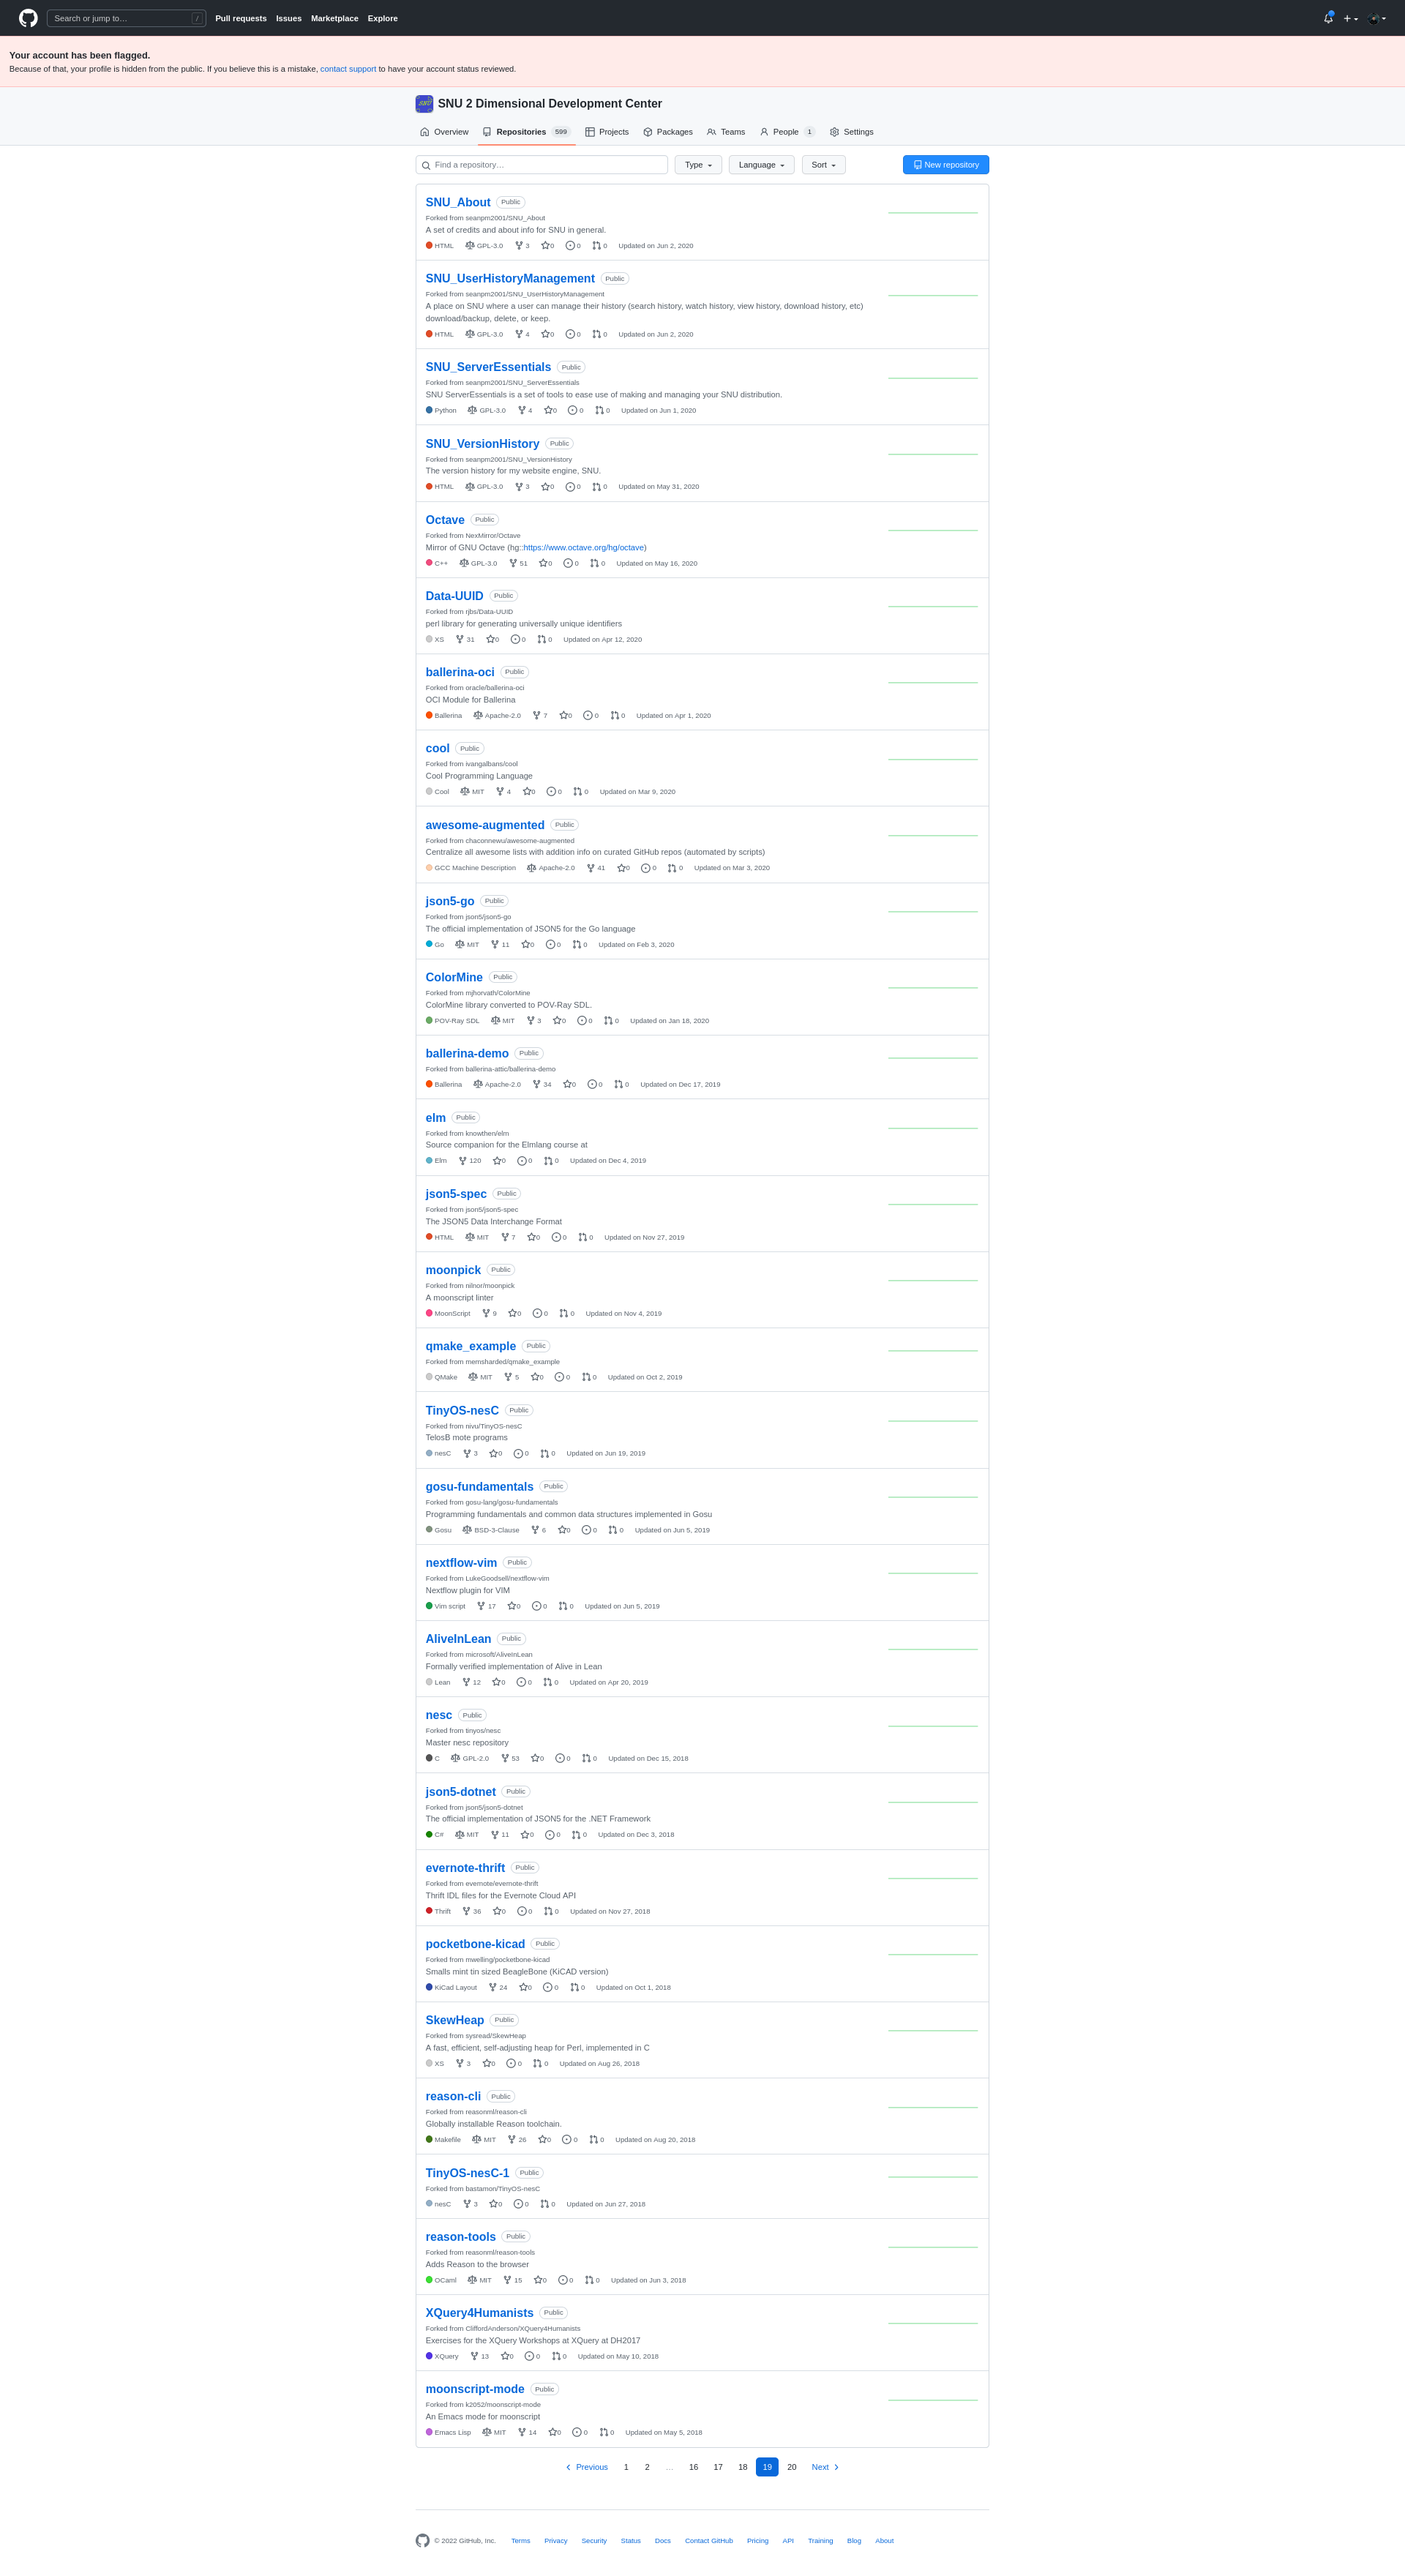 Search or jump to… /
Pull requests Issues Marketplace Explore
Your account has been flagged.
Because of that, your profile is hidden from the public. If you believe this is a mistake, contact support to have your account status reviewed.
SNU 2 Dimensional Development Center
Overview Repositories 599 Projects Packages Teams People 1 Settings
Find a repository… Type Language Sort New repository
SNU_About Public
Forked from seanpm2001/SNU_About
A set of credits and about info for SNU in general.
HTML GPL-3.0 3 0 0 0 Updated on Jun 2, 2020
SNU_UserHistoryManagement Public
Forked from seanpm2001/SNU_UserHistoryManagement
A place on SNU where a user can manage their history (search history, watch history, view history, download history, etc)
download/backup, delete, or keep.
HTML GPL-3.0 4 0 0 0 Updated on Jun 2, 2020
SNU_ServerEssentials Public
Forked from seanpm2001/SNU_ServerEssentials
SNU ServerEssentials is a set of tools to ease use of making and managing your SNU distribution.
Python GPL-3.0 4 0 0 0 Updated on Jun 1, 2020
SNU_VersionHistory Public
Forked from seanpm2001/SNU_VersionHistory
The version history for my website engine, SNU.
HTML GPL-3.0 3 0 0 0 Updated on May 31, 2020
Octave Public
Forked from NexMirror/Octave
Mirror of GNU Octave (hg::https://www.octave.org/hg/octave)
C++ GPL-3.0 51 0 0 0 Updated on May 16, 2020
Data-UUID Public
Forked from rjbs/Data-UUID
perl library for generating universally unique identifiers
XS 31 0 0 0 Updated on Apr 12, 2020
ballerina-oci Public
Forked from oracle/ballerina-oci
OCI Module for Ballerina
Ballerina Apache-2.0 7 0 0 0 Updated on Apr 1, 2020
cool Public
Forked from ivangalbans/cool
Cool Programming Language
Cool MIT 4 0 0 0 Updated on Mar 9, 2020
awesome-augmented Public
Forked from chaconnewu/awesome-augmented
Centralize all awesome lists with addition info on curated GitHub repos (automated by scripts)
GCC Machine Description Apache-2.0 41 0 0 0 Updated on Mar 3, 2020
json5-go Public
Forked from json5/json5-go
The official implementation of JSON5 for the Go language
Go MIT 11 0 0 0 Updated on Feb 3, 2020
ColorMine Public
Forked from mjhorvath/ColorMine
ColorMine library converted to POV-Ray SDL.
POV-Ray SDL MIT 3 0 0 0 Updated on Jan 18, 2020
ballerina-demo Public
Forked from ballerina-attic/ballerina-demo
Ballerina Apache-2.0 34 0 0 0 Updated on Dec 17, 2019
elm Public
Forked from knowthen/elm
Source companion for the Elmlang course at
Elm 120 0 0 0 Updated on Dec 4, 2019
json5-spec Public
Forked from json5/json5-spec
The JSON5 Data Interchange Format
HTML MIT 7 0 0 0 Updated on Nov 27, 2019
moonpick Public
Forked from nilnor/moonpick
A moonscript linter
MoonScript 9 0 0 0 Updated on Nov 4, 2019
qmake_example Public
Forked from memsharded/qmake_example
QMake MIT 5 0 0 0 Updated on Oct 2, 2019
TinyOS-nesC Public
Forked from nivu/TinyOS-nesC
TelosB mote programs
nesC 3 0 0 0 Updated on Jun 19, 2019
gosu-fundamentals Public
Forked from gosu-lang/gosu-fundamentals
Programming fundamentals and common data structures implemented in Gosu
Gosu BSD-3-Clause 6 0 0 0 Updated on Jun 5, 2019
nextflow-vim Public
Forked from LukeGoodsell/nextflow-vim
Nextflow plugin for VIM
Vim script 17 0 0 0 Updated on Jun 5, 2019
AliveInLean Public
Forked from microsoft/AliveInLean
Formally verified implementation of Alive in Lean
Lean 12 0 0 0 Updated on Apr 20, 2019
nesc Public
Forked from tinyos/nesc
Master nesc repository
C GPL-2.0 53 0 0 0 Updated on Dec 15, 2018
json5-dotnet Public
Forked from json5/json5-dotnet
The official implementation of JSON5 for the .NET Framework
C# MIT 11 0 0 0 Updated on Dec 3, 2018
evernote-thrift Public
Forked from evernote/evernote-thrift
Thrift IDL files for the Evernote Cloud API
Thrift 36 0 0 0 Updated on Nov 27, 2018
pocketbone-kicad Public
Forked from mwelling/pocketbone-kicad
Smalls mint tin sized BeagleBone (KiCAD version)
KiCad Layout 24 0 0 0 Updated on Oct 1, 2018
SkewHeap Public
Forked from sysread/SkewHeap
A fast, efficient, self-adjusting heap for Perl, implemented in C
XS 3 0 0 0 Updated on Aug 26, 2018
reason-cli Public
Forked from reasonml/reason-cli
Globally installable Reason toolchain.
Makefile MIT 26 0 0 0 Updated on Aug 20, 2018
TinyOS-nesC-1 Public
Forked from bastamon/TinyOS-nesC
nesC 3 0 0 0 Updated on Jun 27, 2018
reason-tools Public
Forked from reasonml/reason-tools
Adds Reason to the browser
OCaml MIT 15 0 0 0 Updated on Jun 3, 2018
XQuery4Humanists Public
Forked from CliffordAnderson/XQuery4Humanists
Exercises for the XQuery Workshops at XQuery at DH2017
XQuery 13 0 0 0 Updated on May 10, 2018
moonscript-mode Public
Forked from k2052/moonscript-mode
An Emacs mode for moonscript
Emacs Lisp MIT 14 0 0 0 Updated on May 5, 2018
Previous 1 2 … 16 17 18 19 20 Next
© 2022 GitHub, Inc. Terms Privacy Security Status Docs Contact GitHub Pricing API Training Blog About